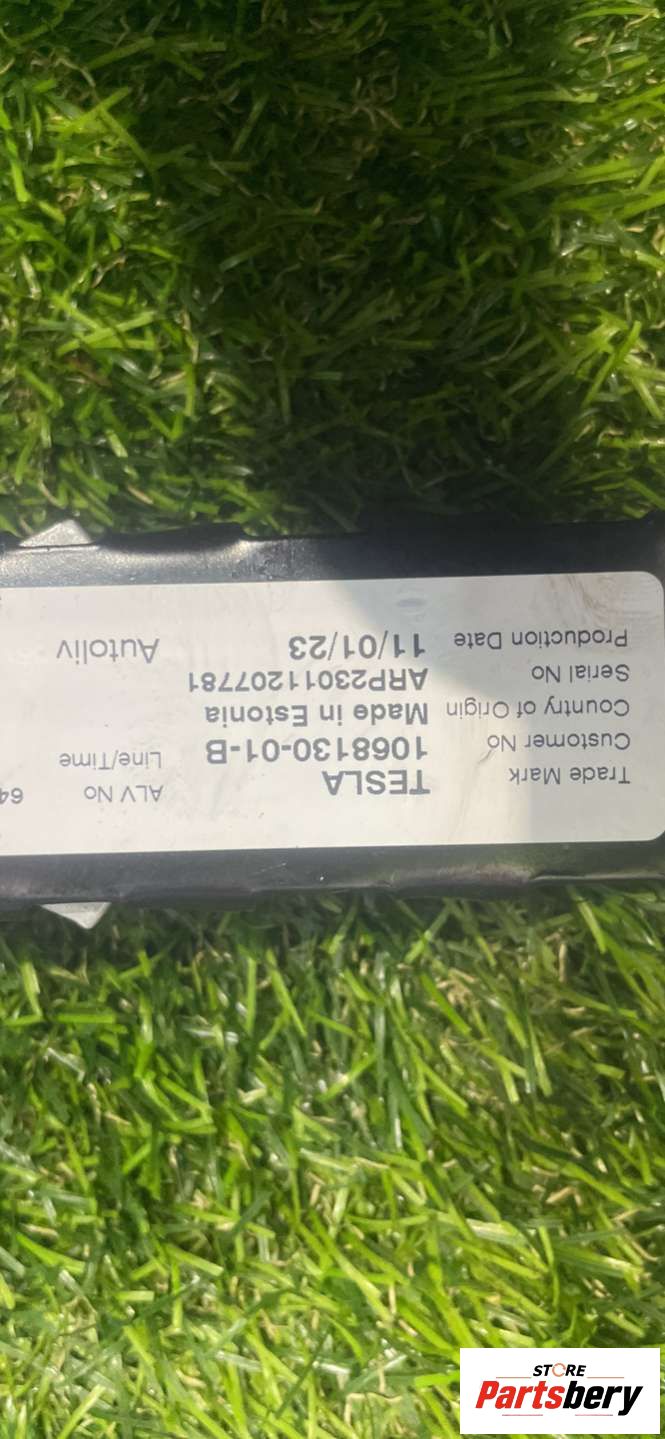 Trade Mark TESLA ALV No 64
Customer No 1068130-01-B Line/Time
Country of Origin Made in Estonia
Serial No ARP23011207781
Production Date 11/01/23 Autoliv
STORE
Partsbery